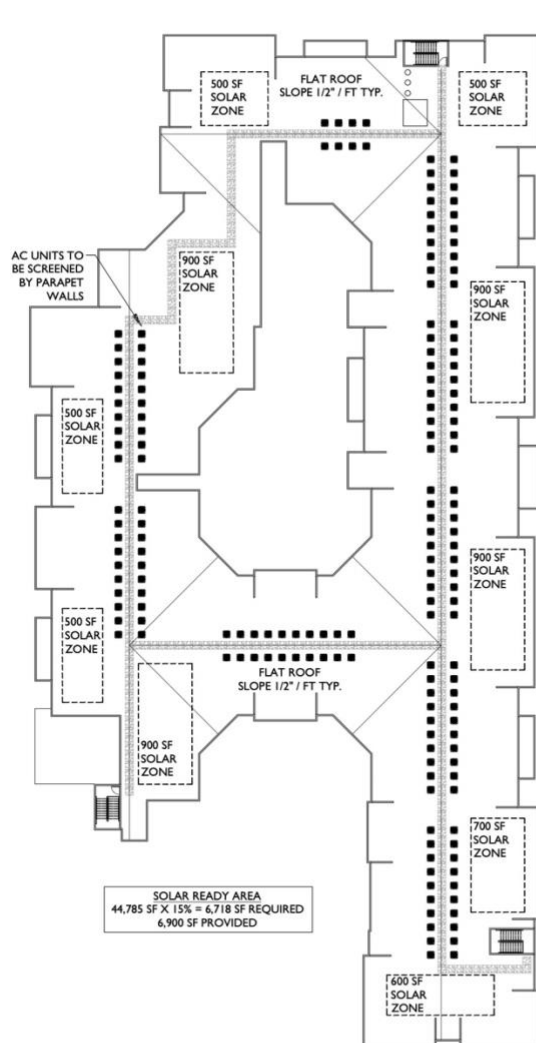 500 SF
SOLAR
ZONE
FLAT ROOF
SLOPE 1/2" / FT TYP.
500 SF
SOLAR
ZONE
AC UNITS TO
BE SCREENED
BY PARAPET
WALLS
900 SF
SOLAR
ZONE
900 SF
SOLAR
ZONE
500 SF
SOLAR
ZONE
900 SF
SOLAR
ZONE
500 SF
SOLAR
ZONE
FLAT ROOF
SLOPE 1/2" / FT TYP.
900 SF
SOLAR
ZONE
700 SF
SOLAR
ZONE
SOLAR READY AREA
44,785 SF X 15% = 6,718 SF REQUIRED
6,900 SF PROVIDED
600 SF
SOLAR
ZONE